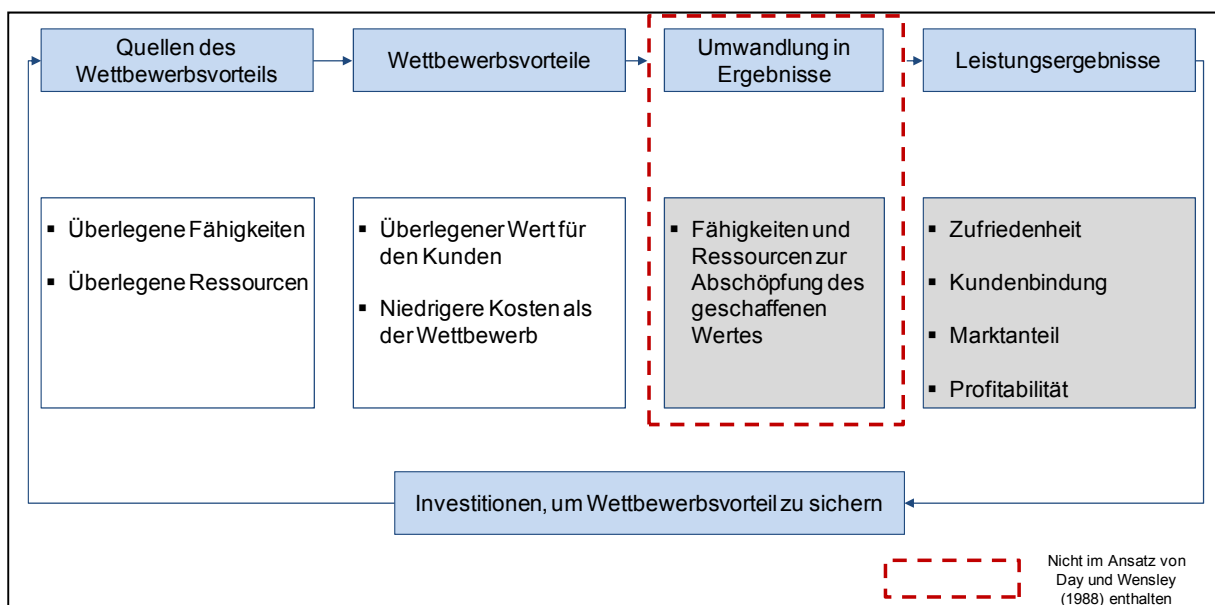 Quellen des
Wettbewerbsvorteils
Wettbewerbsvorteile
Umwandlung in
Ergebnisse
Leistungsergebnisse
▪ Überlegene Fähigkeiten
▪ Überlegene Ressourcen
▪ Überlegener Wert für
den Kunden
▪ Niedrigere Kosten als
der Wettbewerb
▪ Fähigkeiten und
Ressourcen zur
Abschöpfung des
geschaffenen
Wertes
▪ Zufriedenheit
▪ Kundenbindung
▪ Marktanteil
▪ Profitabilität
Investitionen, um Wettbewerbsvorteil zu sichern
Nicht im Ansatz von
Day und Wensley
(1988) enthalten